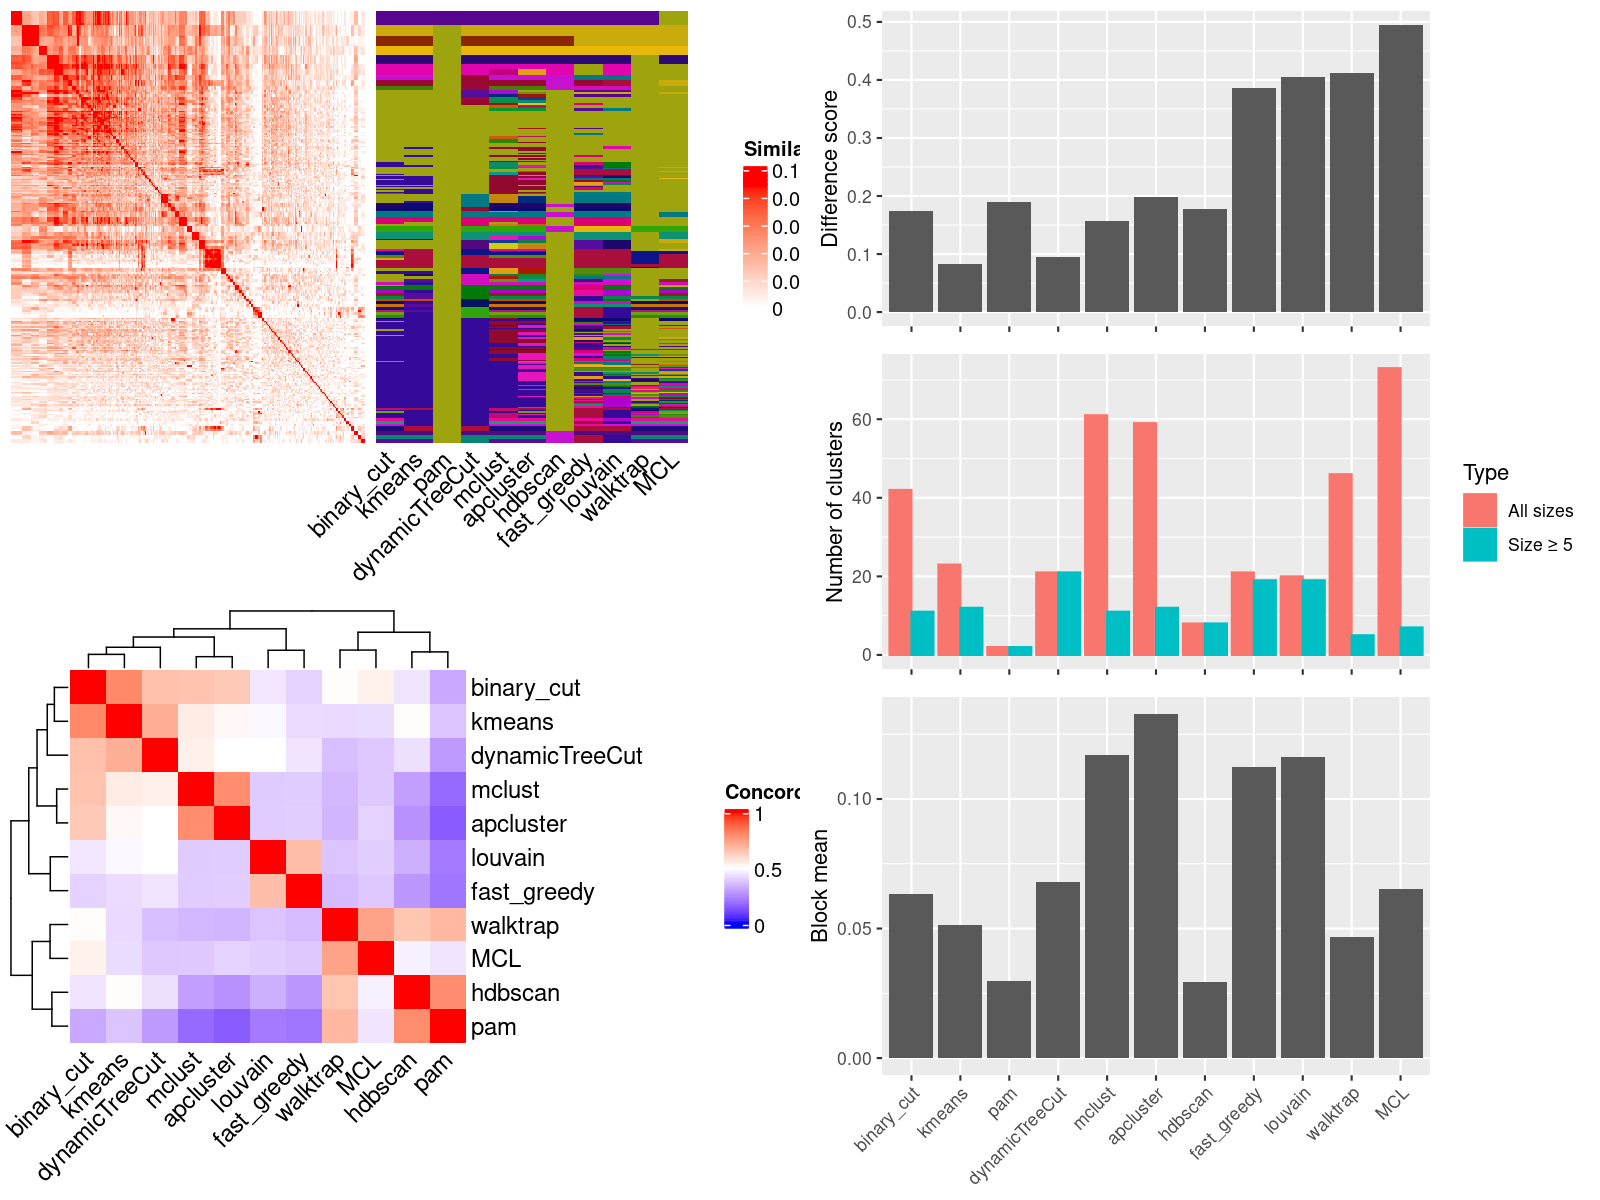 Simila
0.1
0.0
0.0
0.0
0.0
0
binary_cut
kmeans
pam
dynamicTreeCut
mclust
apcluster
hdbscan
fast_greedy
louvain
walktrap
MCL
binary_cut
kmeans
dynamicTreeCut
mclust
apcluster
louvain
fast_greedy
walktrap
MCL
hdbscan
pam
binary_cut
kmeans
dynamicTreeCut
mclust
apcluster
louvain
fast_greedy
walktrap
MCL
hdbscan
pam
Concord
1
0.5
0
Difference score
0.5
0.4
0.3
0.2
0.1
0.0
Number of clusters
60
40
20
0
Type
All sizes
Size ≥ 5
Block mean
0.10
0.05
0.00
binary_cut
kmeans
pam
dynamicTreeCut
mclust
apcluster
hdbscan
fast_greedy
louvain
walktrap
MCL